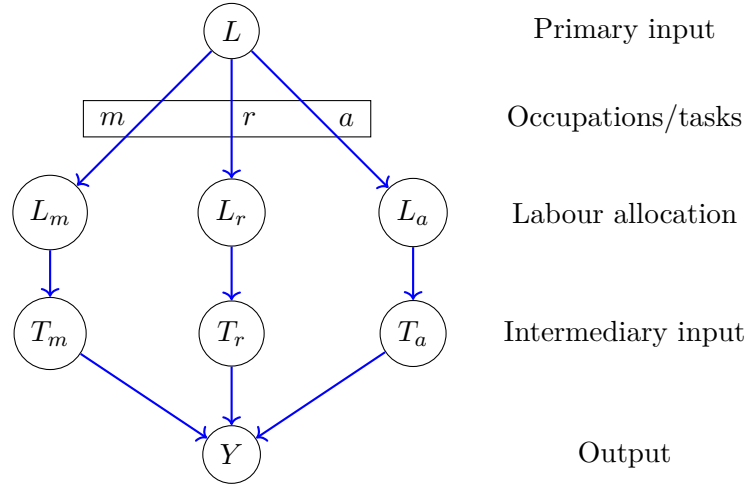 L Primary input
m r a Occupations/tasks
L_m L_r L_a Labour allocation
T_m T_r T_a Intermediary input
Y Output